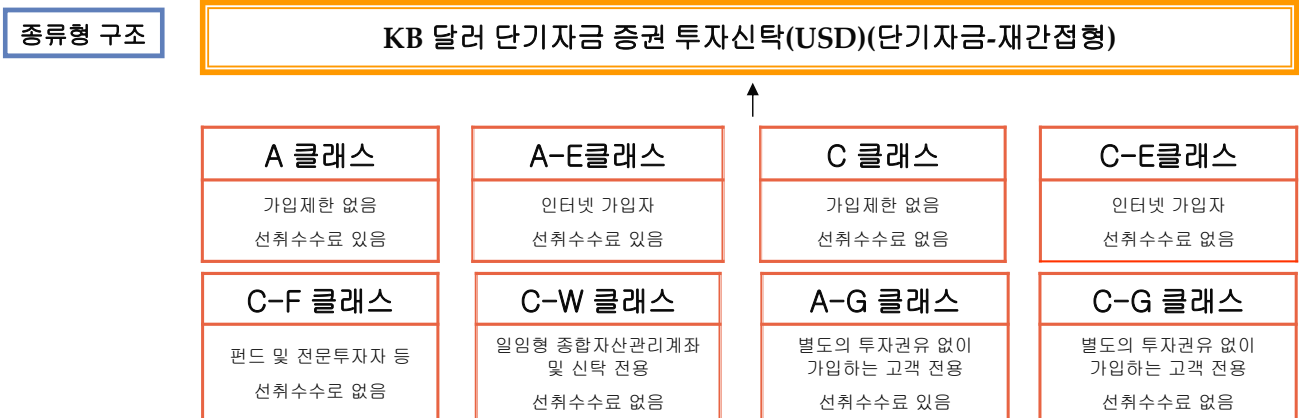 종류형 구조
KB 달러 단기자금 증권 투자신탁(USD)(단기자금-재간접형)
A 클래스
가입제한 없음
선취수수료 있음
A-E클래스
인터넷 가입자
선취수수료 있음
C 클래스
가입제한 없음
선취수수료 없음
C-E클래스
인터넷 가입자
선취수수료 없음
C-F 클래스
펀드 및 전문투자자 등
선취수수로 없음
C-W 클래스
일임형 종합자산관리계좌
및 신탁 전용
선취수수료 없음
A-G 클래스
별도의 투자권유 없이
가입하는 고객 전용
선취수수료 있음
C-G 클래스
별도의 투자권유 없이
가입하는 고객 전용
선취수수료 없음